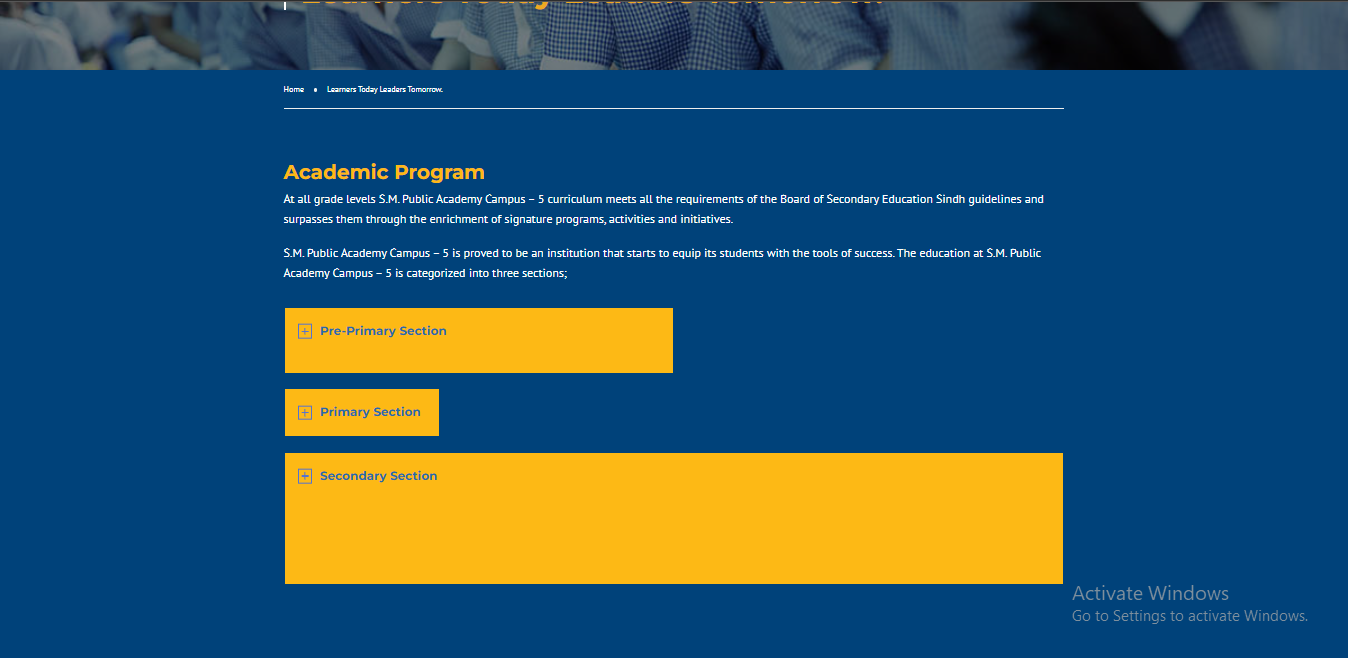 Learners Today Leaders Tomorrow.
Home • Learners Today Leaders Tomorrow.
Academic Program
At all grade levels S.M. Public Academy Campus – 5 curriculum meets all the requirements of the Board of Secondary Education Sindh guidelines and
surpasses them through the enrichment of signature programs, activities and initiatives.
S.M. Public Academy Campus – 5 is proved to be an institution that starts to equip its students with the tools of success. The education at S.M. Public
Academy Campus – 5 is categorized into three sections;
Pre-Primary Section
Primary Section
Secondary Section
Activate Windows
Go to Settings to activate Windows.